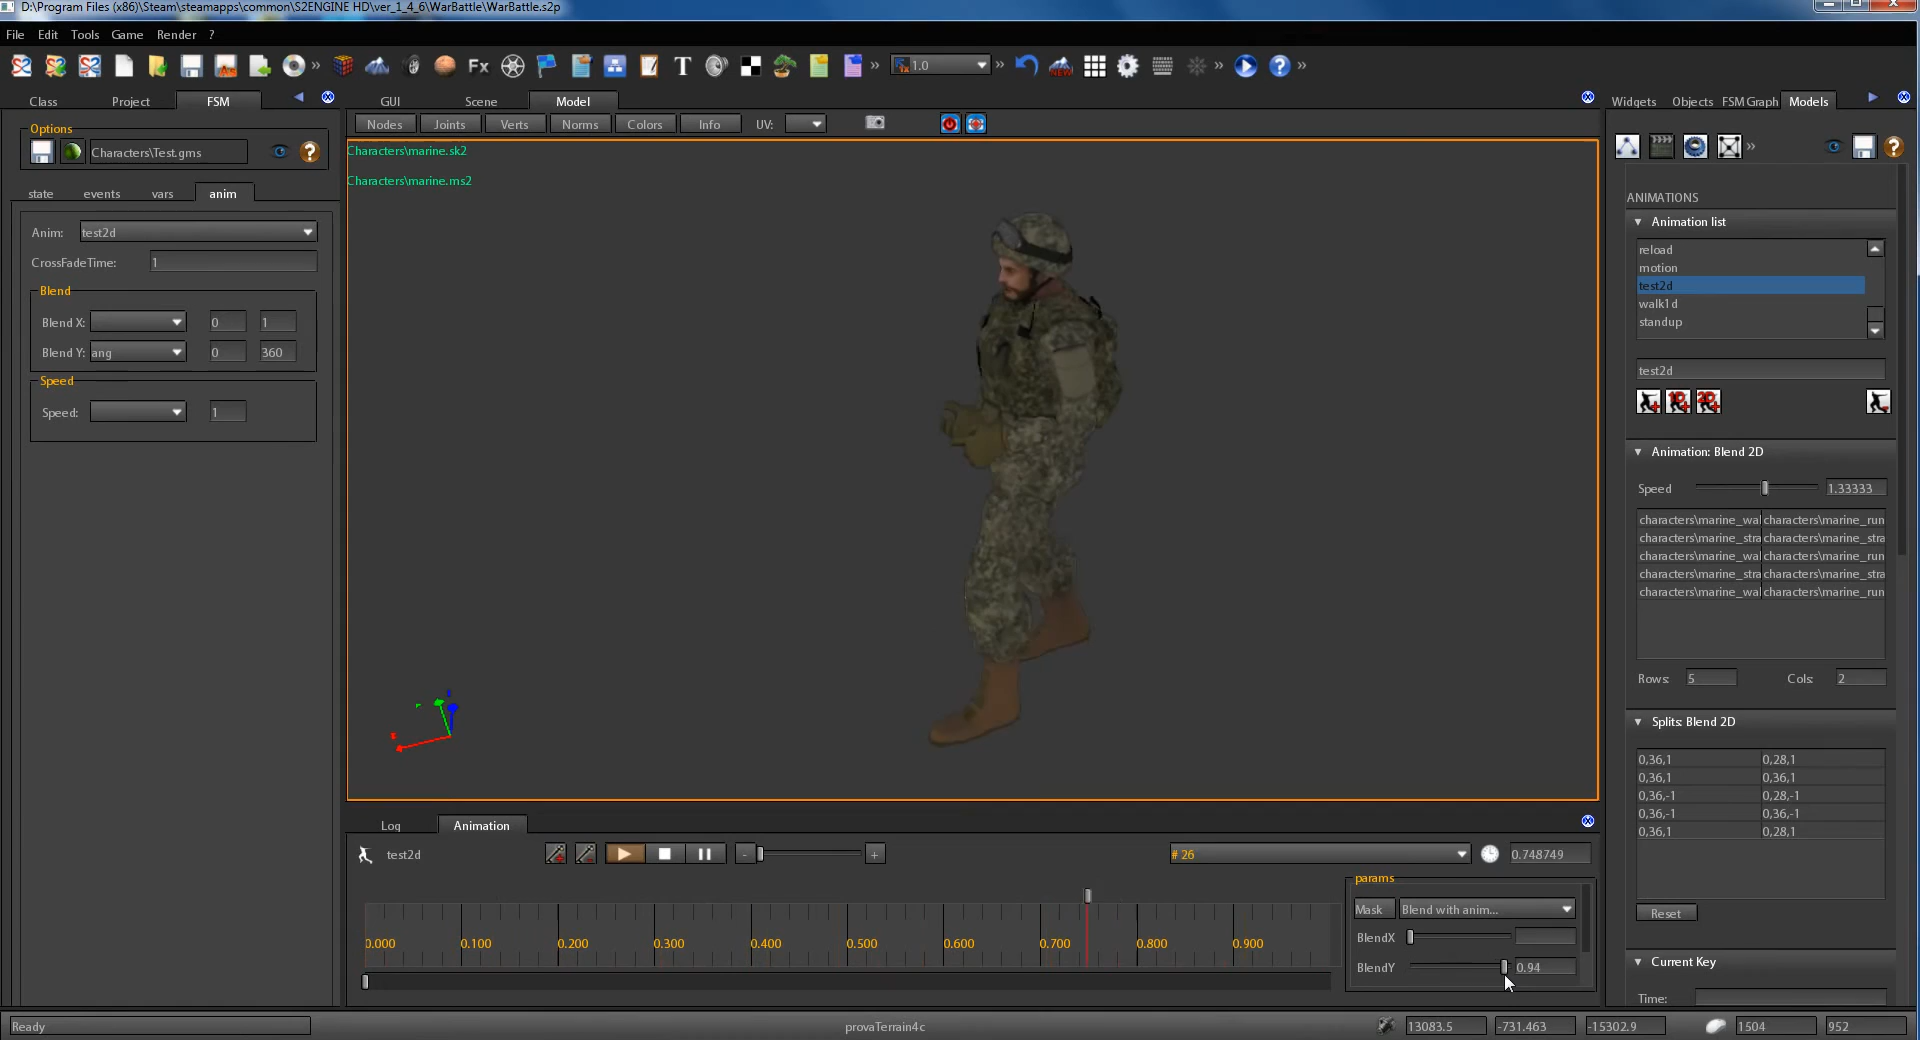 D:\Program Files (x86)\Steam\steamapps\common\S2ENGINE HD\ver_1_4_6\WarBattle\WarBattle.s2p
File Edit Tools Game Render ?
Fx T 1.0
Class Project FSM
GUI Scene Model
Widgets Objects FSM Graph Models
Nodes Joints Verts Norms Colors Info UV:
Options
Characters\Test.gms
state events vars anim
Anim: test2d
CrossFadeTime: 1
Blend
Blend X: 0 1
Blend Y: ang 0 360
Speed
Speed: 1
Characters\marine.sk2
Characters\marine.ms2
ANIMATIONS
Animation list
reload
motion
test2d
walk1d
standup
test2d
1D 2D
Animation: Blend 2D
Speed 1.33333
characters\marine_wal characters\marine_run
characters\marine_stra characters\marine_stra
characters\marine_wal characters\marine_run
characters\marine_stra characters\marine_stra
characters\marine_wal characters\marine_run
Rows: 5 Cols: 2
Splits: Blend 2D
0,36,1 0,28,1
0,36,1 0,36,1
0,36,-1 0,28,-1
0,36,-1 0,36,-1
0,36,1 0,28,1
Reset
Current Key
Time:
Log Animation
test2d - + # 26 0.748749
0.000 0.100 0.200 0.300 0.400 0.500 0.600 0.700 0.800 0.900
params
Mask Blend with anim...
BlendX
BlendY 0.94
Ready provaTerrain4c 13083.5 -731.463 -15302.9 1504 952